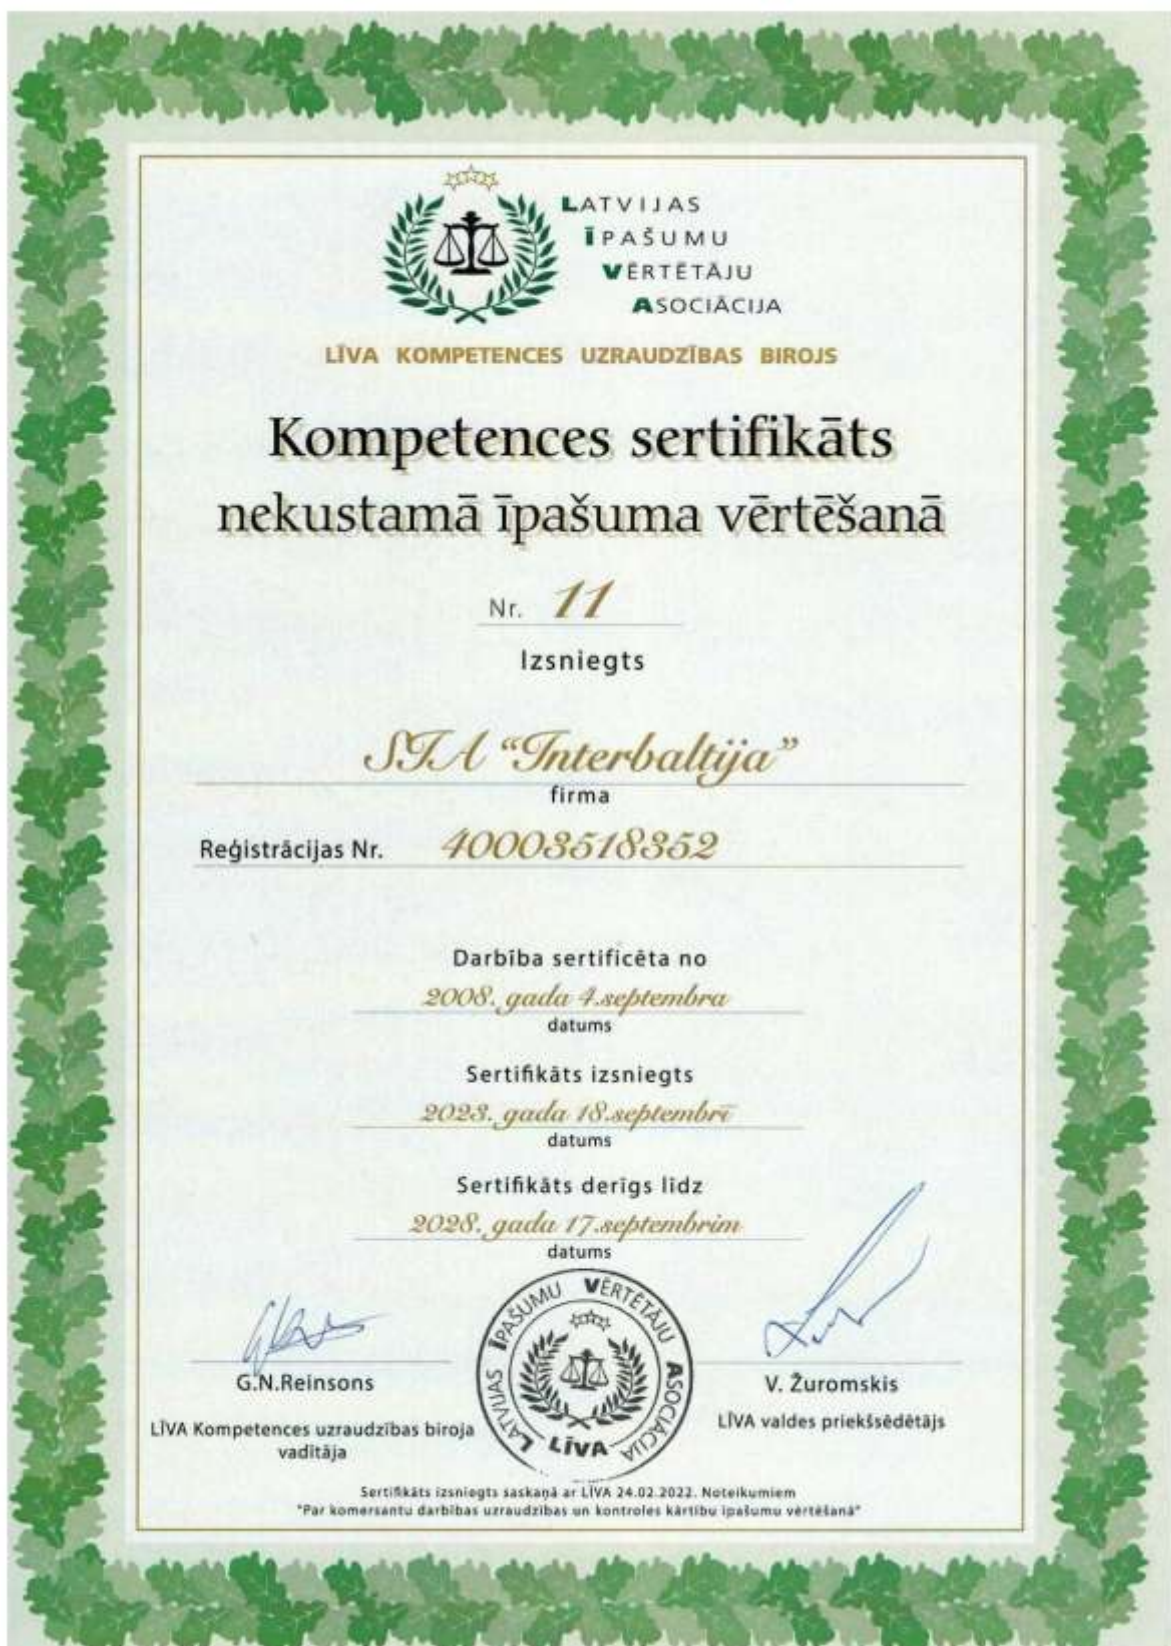 LATVIJAS
ĪPAŠUMU
VĒRTĒTĀJU
ASOCIĀCIJA
LĪVA KOMPETENCES UZRAUDZĪBAS BIROJS
Kompetences sertifikāts
nekustamā īpašuma vērtēšanā
Nr. 11
Izsniegts
SIA “Interbaltija”
firma
Reģistrācijas Nr. 40003518352
Darbība sertificēta no
2008. gada 4.septembra
datums
Sertifikāts izsniegts
2023. gada 18.septembrī
datums
Sertifikāts derīgs līdz
2028. gada 17.septembrim
datums
LATVIJAS ĪPAŠUMU VĒRTĒTĀJU ASOCIĀCIJA
LĪVA
G.N.Reinsons
LĪVA Kompetences uzraudzības biroja
vadītāja
V. Žuromskis
LĪVA valdes priekšsēdētājs
Sertifikāts izsniegts saskaņā ar LĪVA 24.02.2022. Noteikumiem
"Par komersantu darbības uzraudzības un kontroles kārtību īpašumu vērtēšanā"